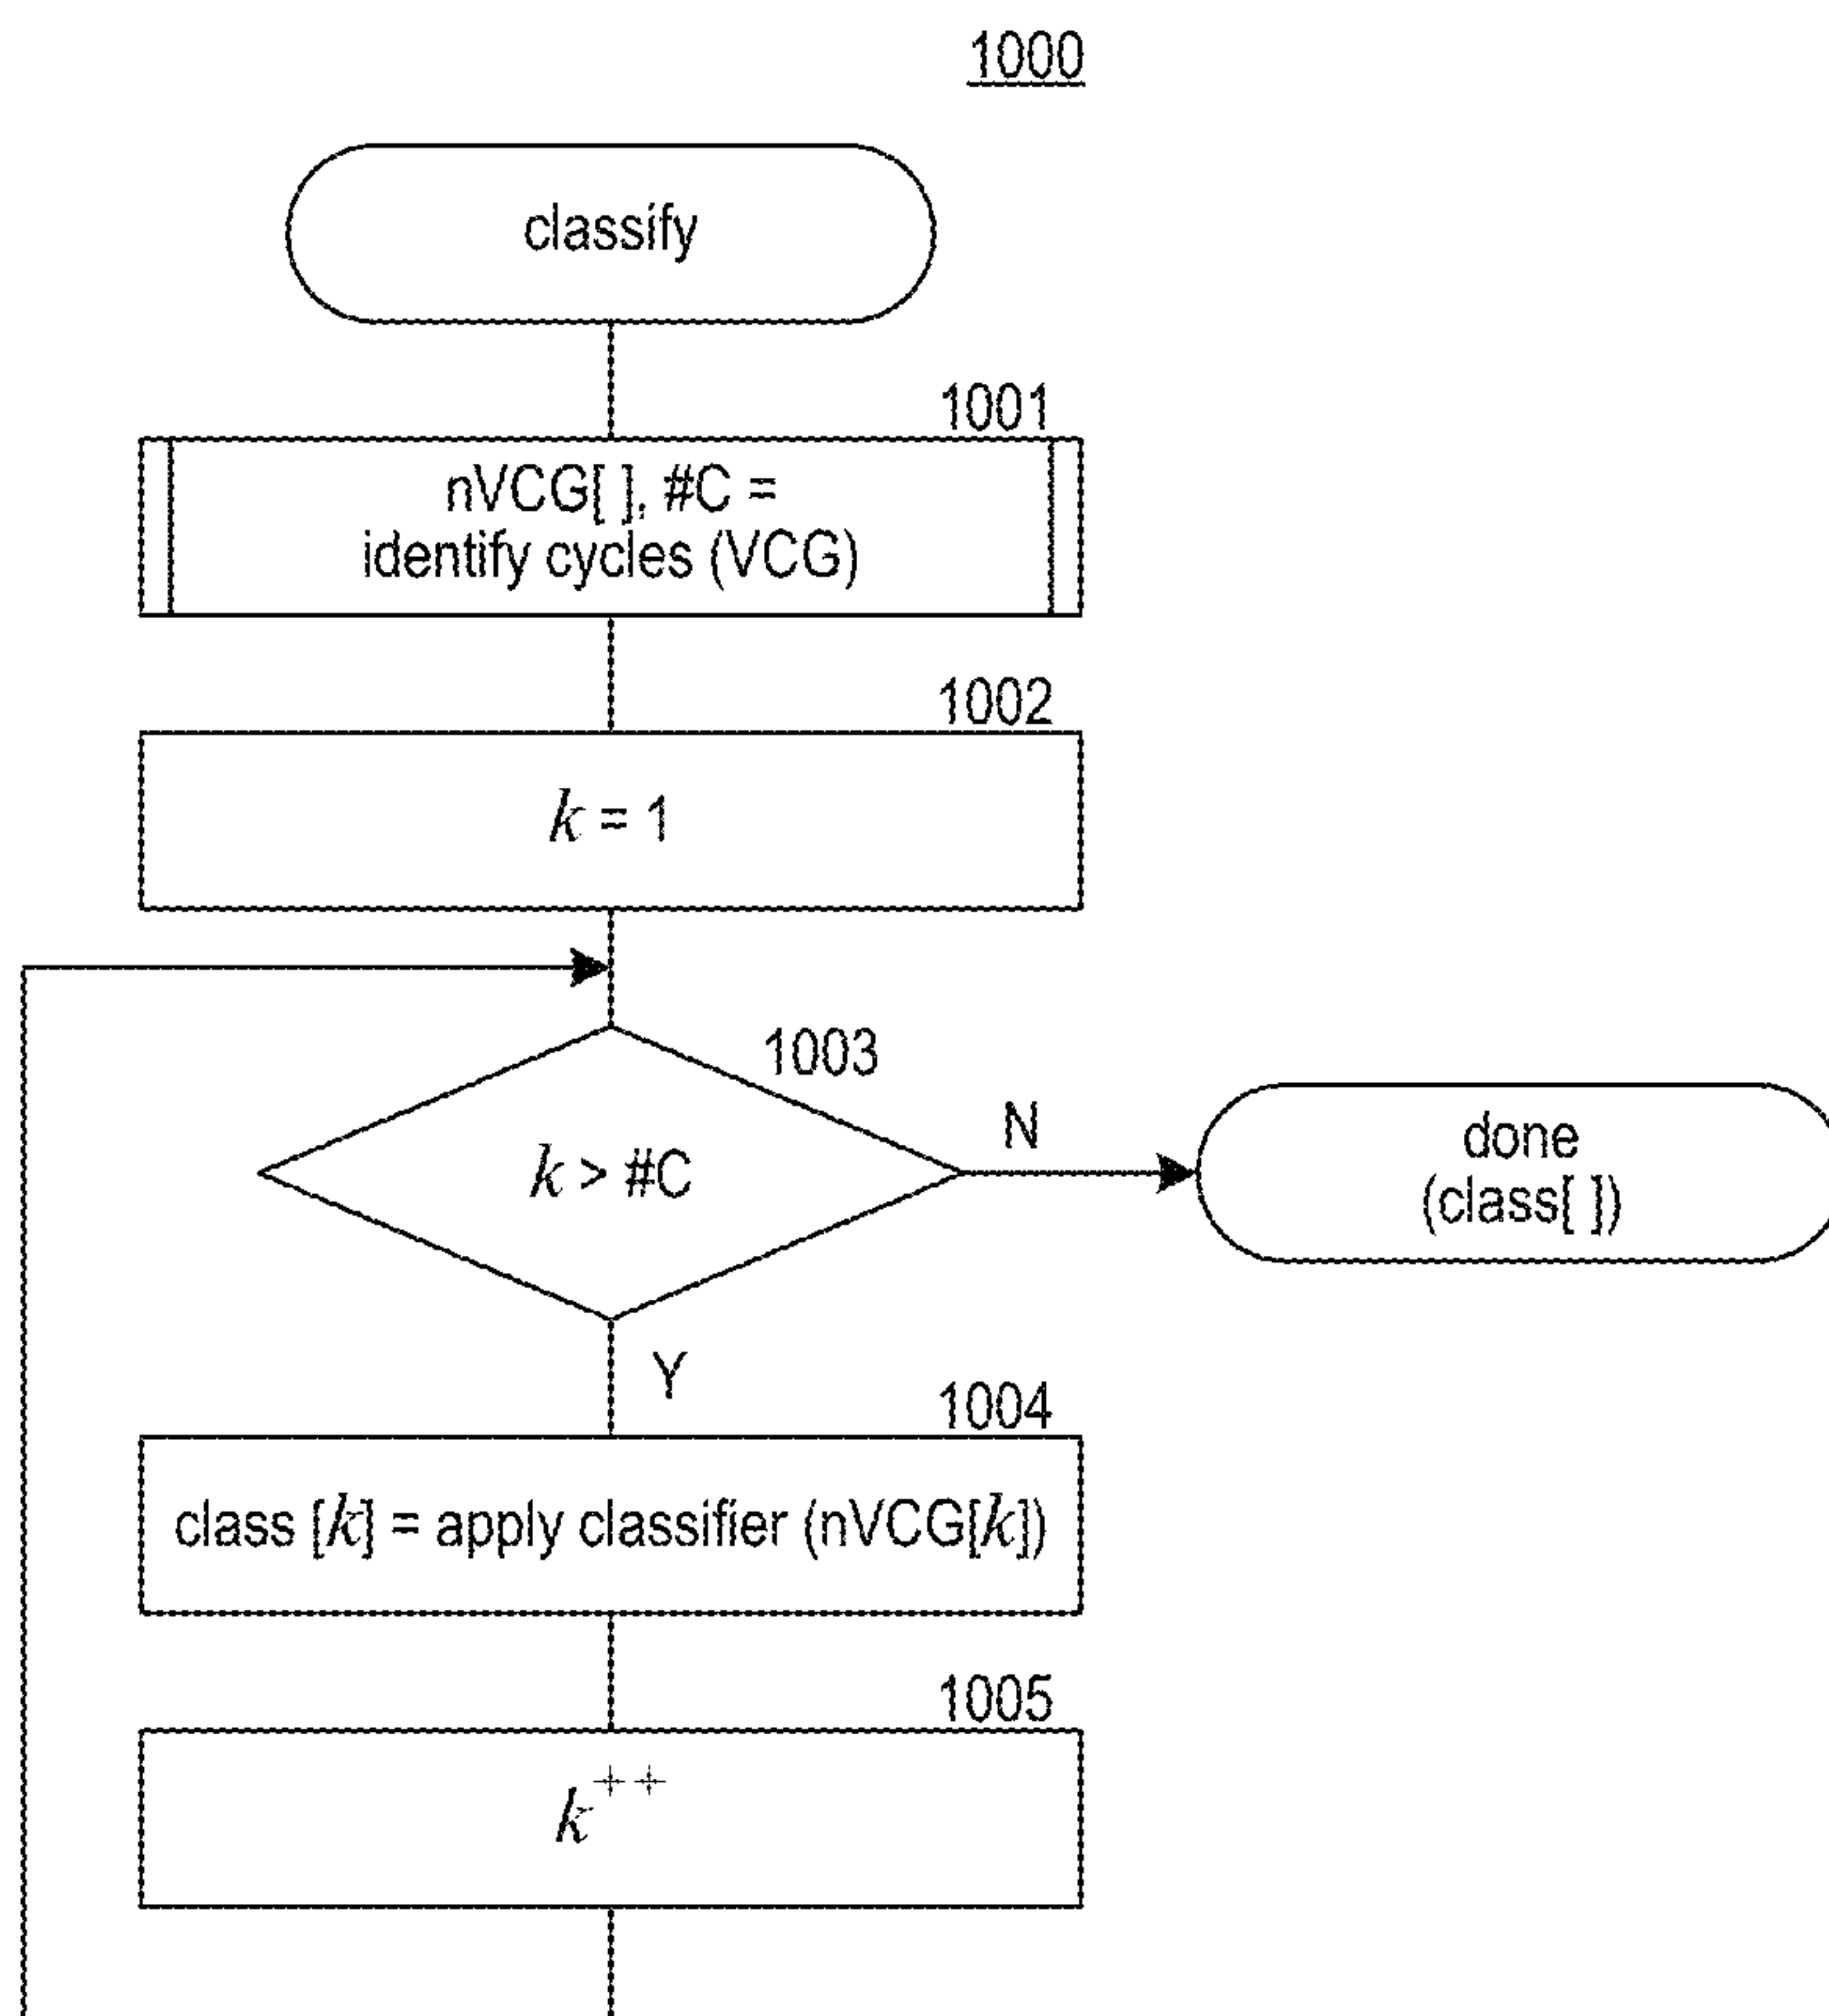 1000
classify
1001
nVCG[ ], #C =
identify cycles (VCG)
1002
k = 1
1003
k > #C
N
done
(class[ ])
Y
1004
class [k] = apply classifier (nVCG[k])
1005
k++